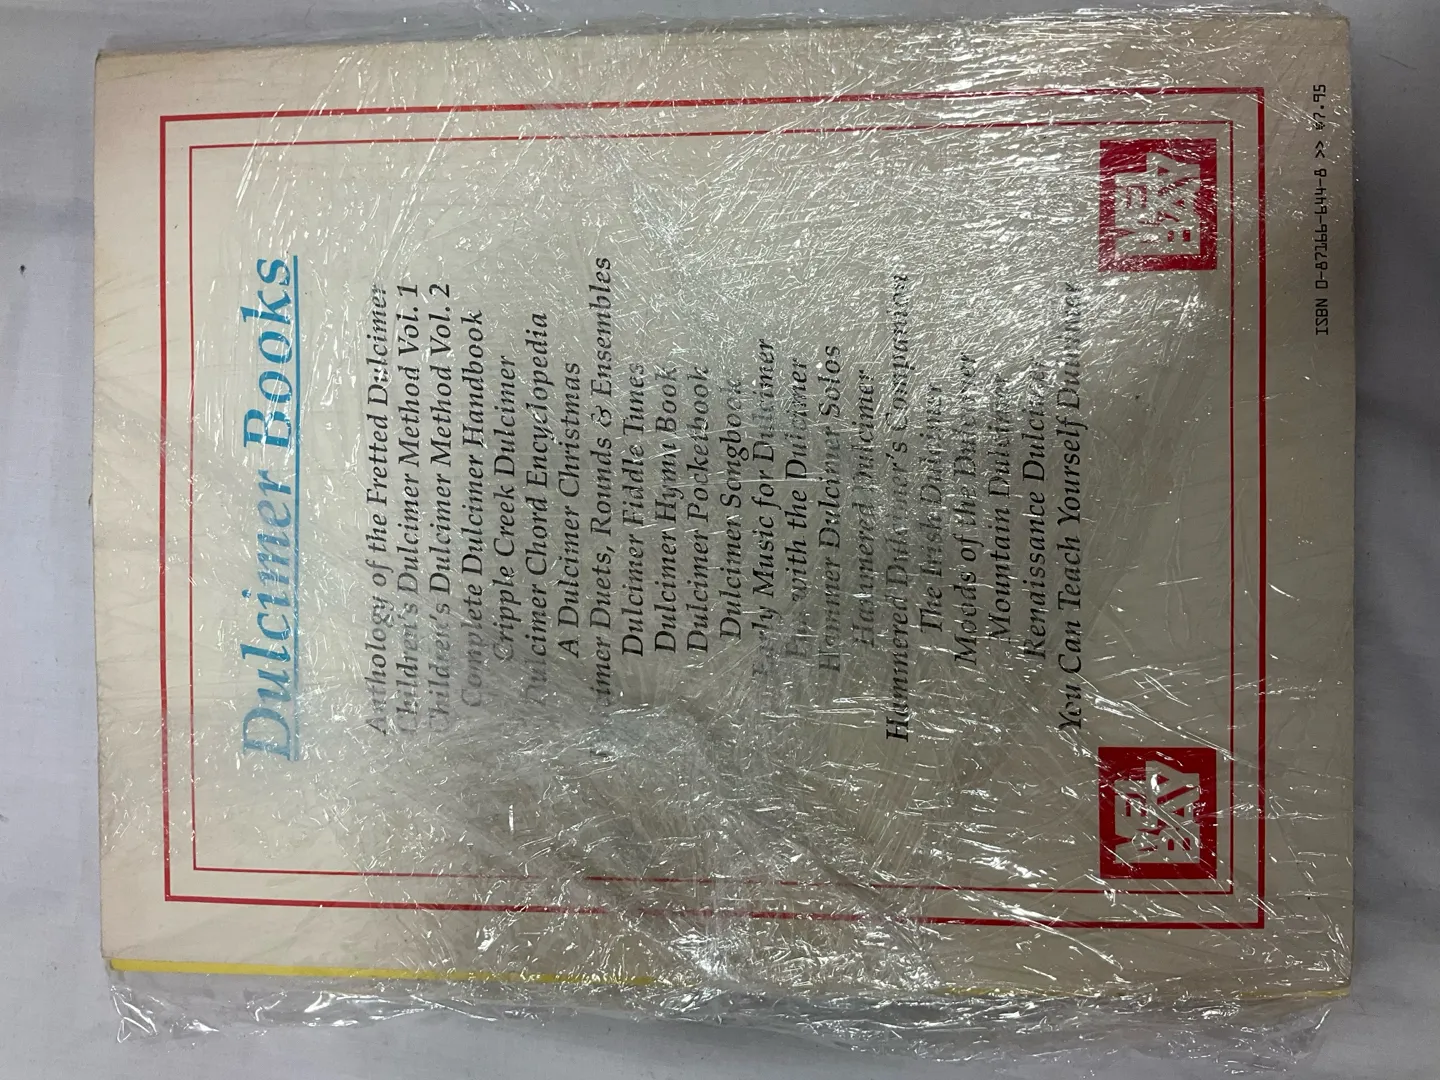 Dulcimer Books
Anthology of the Fretted Dulcimer
Children's Dulcimer Method Vol. 1
Children's Dulcimer Method Vol. 2
Complete Dulcimer Handbook
Cripple Creek Dulcimer
Dulcimer Chord Encyclopedia
A Dulcimer Christmas
Dulcimer Duets, Rounds & Ensembles
Dulcimer Fiddle Tunes
Dulcimer Hymn Book
Dulcimer Pocketbook
Dulcimer Songbook
Early Music for Dulcimer
with the Dulcimer
Hammer Dulcimer Solos
Hammered Dulcimer
Hammered Dulcimer's Companion
The Irish Dulcimer
Moods of the Dulcimer
Mountain Dulcimer
Renaissance Dulcimer
You Can Teach Yourself Dulcimer
MEL BAY
MEL BAY
ISBN 0-87166-644-8 >> $7.95